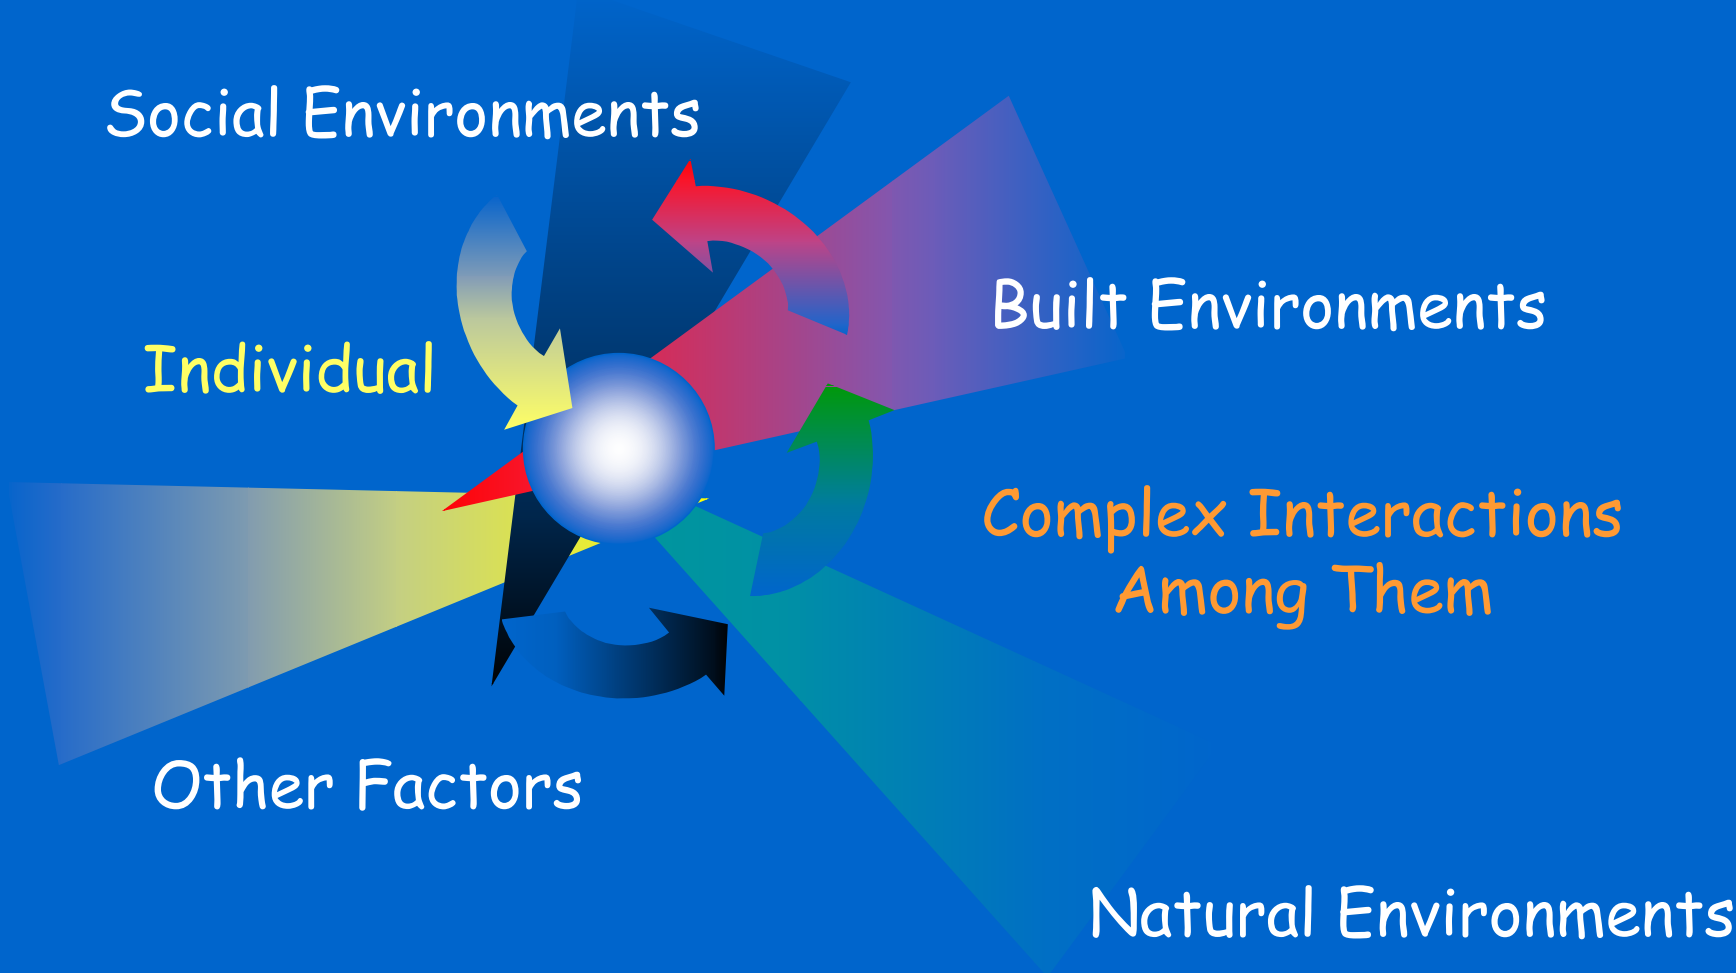 Social Environments
Built Environments
Individual
Complex Interactions
Among Them
Other Factors
Natural Environments